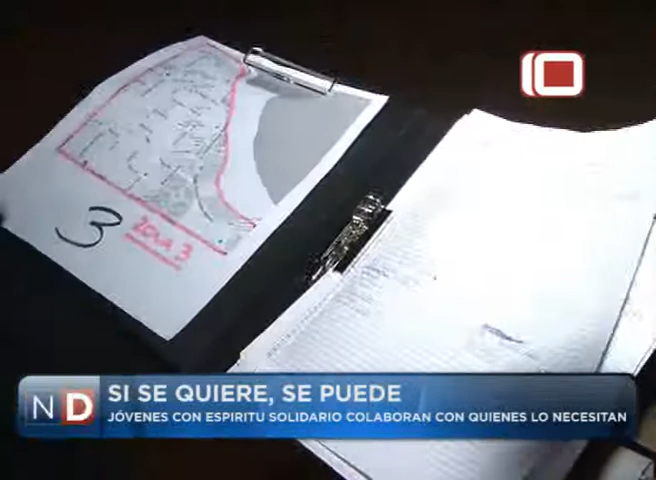 3
ZONA 3
ND
SI SE QUIERE, SE PUEDE
JÓVENES CON ESPIRITU SOLIDARIO COLABORAN CON QUIENES LO NECESITAN